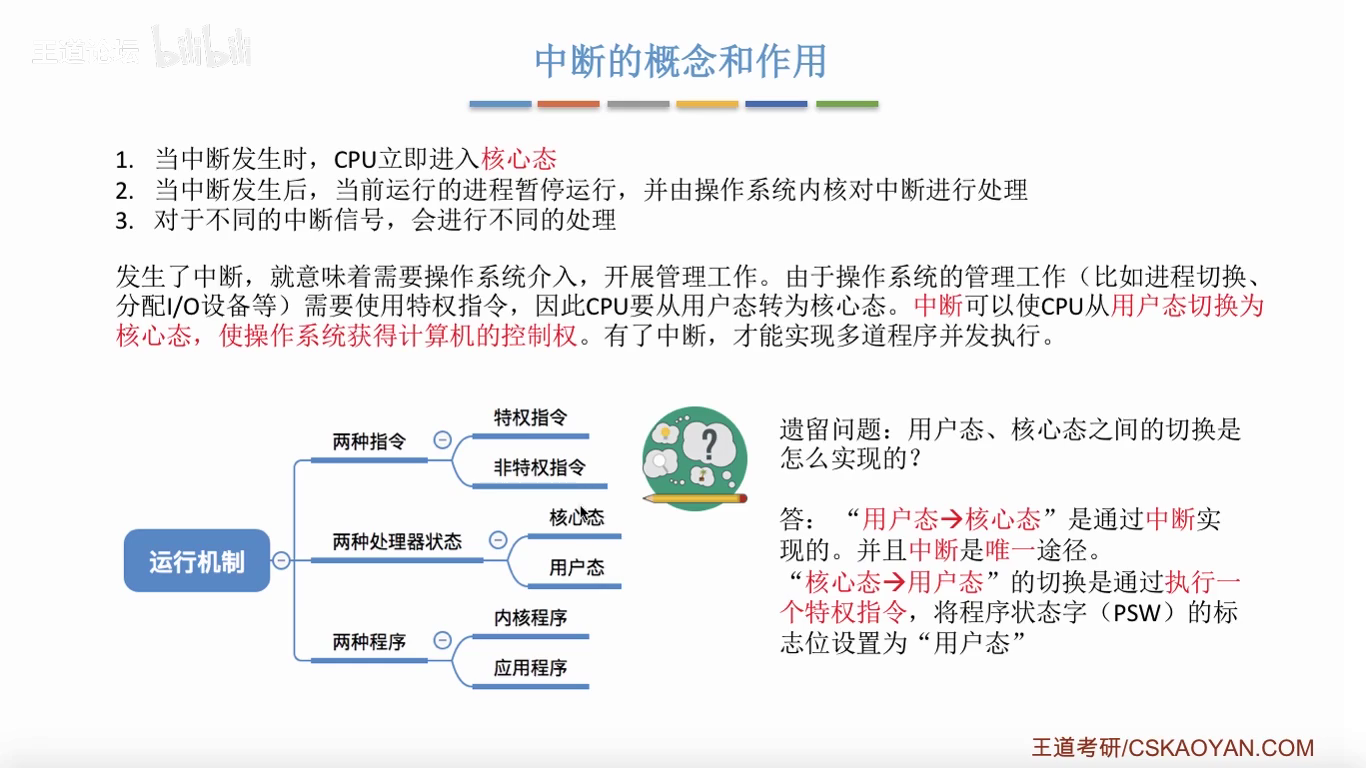 王道论坛 bilibili
中断的概念和作用
1. 当中断发生时，CPU立即进入核心态
2. 当中断发生后，当前运行的进程暂停运行，并由操作系统内核对中断进行处理
3. 对于不同的中断信号，会进行不同的处理
发生了中断，就意味着需要操作系统介入，开展管理工作。由于操作系统的管理工作（比如进程切换、
分配I/O设备等）需要使用特权指令，因此CPU要从用户态转为核心态。中断可以使CPU从用户态切换为
核心态，使操作系统获得计算机的控制权。有了中断，才能实现多道程序并发执行。
运行机制
两种指令
特权指令
非特权指令
两种处理器状态
核心态
用户态
两种程序
内核程序
应用程序
?
遗留问题：用户态、核心态之间的切换是
怎么实现的？
答：“用户态→核心态”是通过中断实
现的。并且中断是唯一途径。
“核心态→用户态”的切换是通过执行一
个特权指令，将程序状态字（PSW）的标
志位设置为“用户态”
王道考研/CSKAOYAN.COM